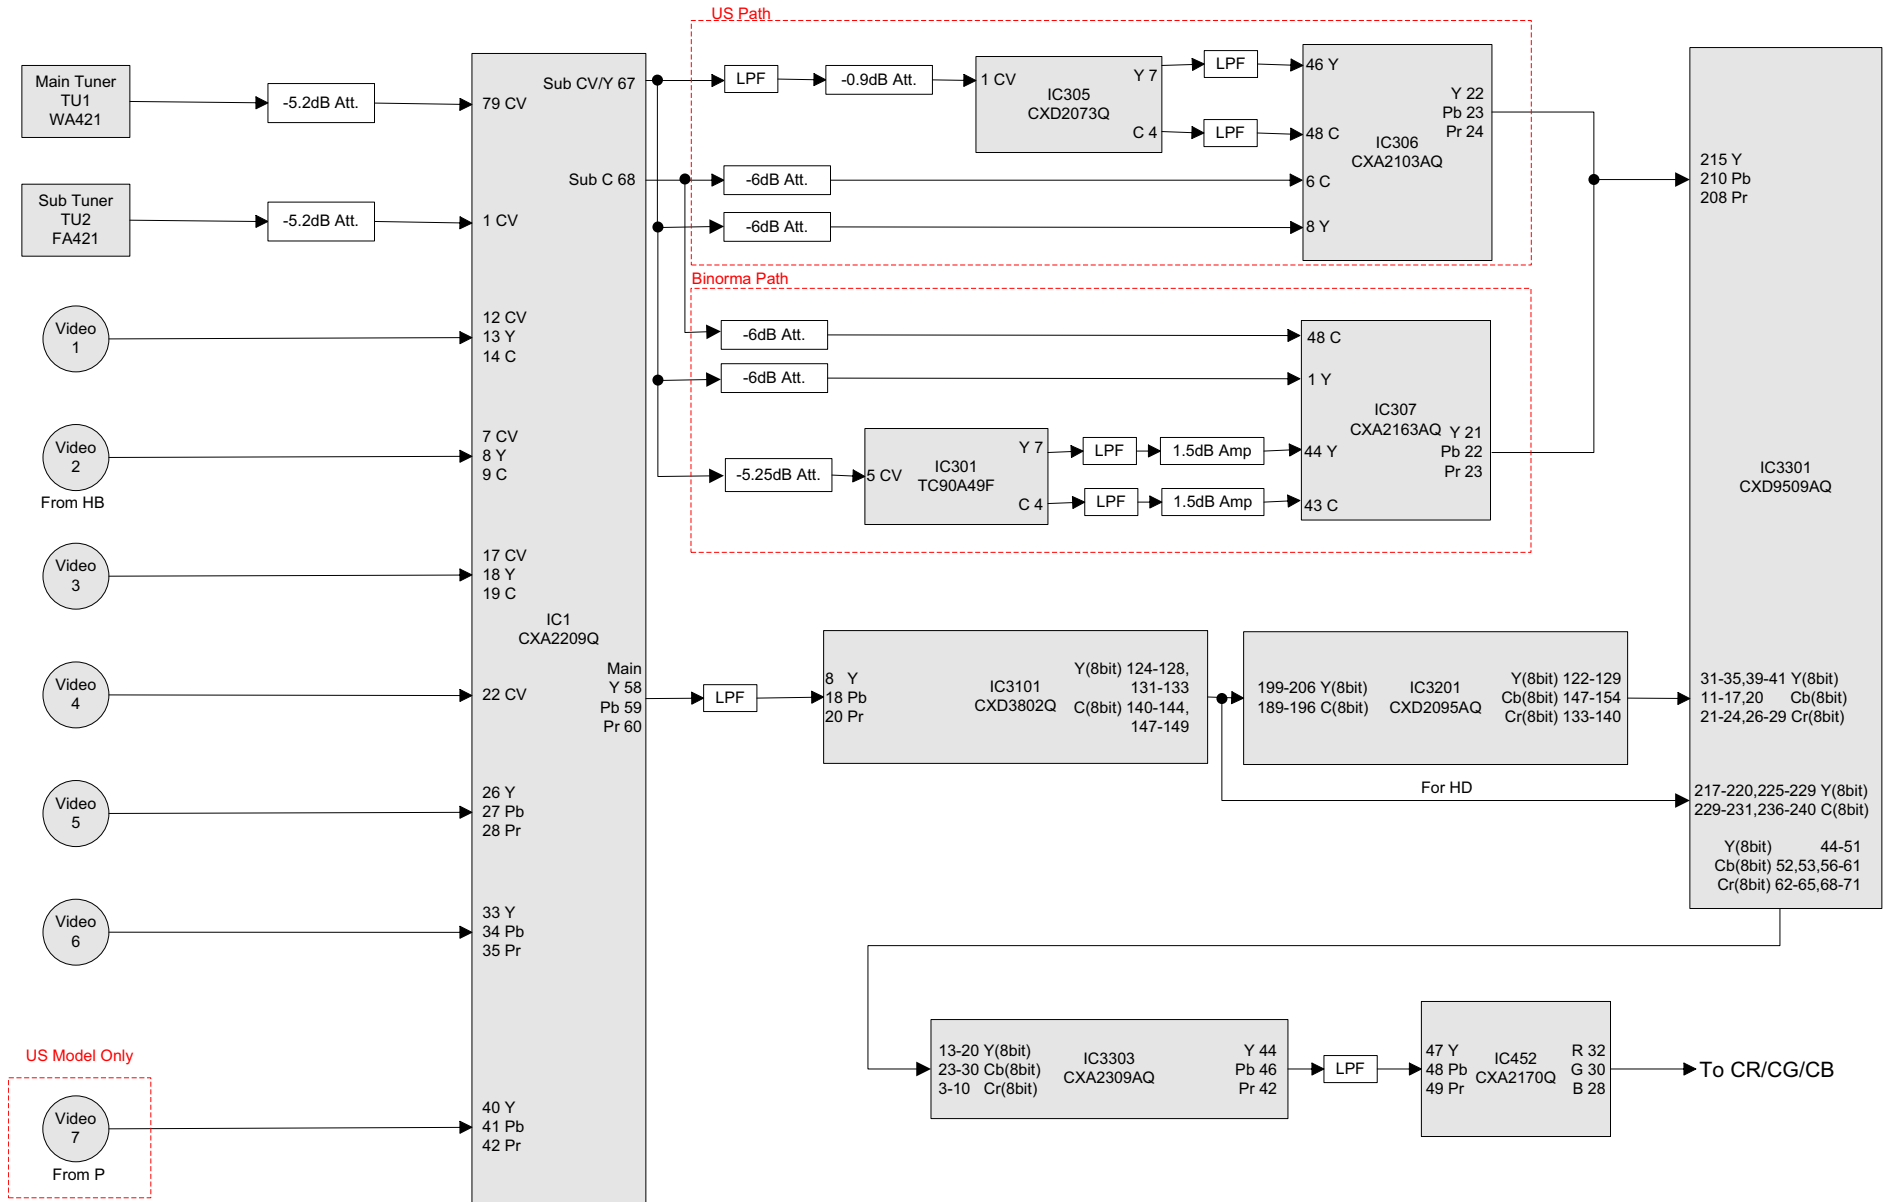 US Path
Main Tuner
TU1
WA421
-5.2dB Att.
79 CV
Sub Tuner
TU2
FA421
-5.2dB Att.
1 CV
Video
1
12 CV
13 Y
14 C
Video
2
From HB
7 CV
8 Y
9 C
Video
3
17 CV
18 Y
19 C
IC1
CXA2209Q
Video
4
22 CV
Video
5
26 Y
27 Pb
28 Pr
Video
6
33 Y
34 Pb
35 Pr
US Model Only
Video
7
From P
40 Y
41 Pb
42 Pr
Sub CV/Y 67
Sub C 68
Main
Y 58
Pb 59
Pr 60
LPF
-0.9dB Att.
1 CV
IC305
CXD2073Q
Y 7
C 4
LPF
LPF
-6dB Att.
-6dB Att.
46 Y
48 C
6 C
8 Y
IC306
CXA2103AQ
Y 22
Pb 23
Pr 24
Binorma Path
-6dB Att.
-6dB Att.
-5.25dB Att.
5 CV
IC301
TC90A49F
Y 7
C 4
LPF
1.5dB Amp
LPF
1.5dB Amp
48 C
1 Y
44 Y
43 C
IC307
CXA2163AQ
Y 21
Pb 22
Pr 23
215 Y
210 Pb
208 Pr
IC3301
CXD9509AQ
LPF
8 Y
18 Pb
20 Pr
IC3101
CXD3802Q
Y(8bit) 124-128,
131-133
C(8bit) 140-144,
147-149
199-206 Y(8bit)
189-196 C(8bit)
IC3201
CXD2095AQ
Y(8bit) 122-129
Cb(8bit) 147-154
Cr(8bit) 133-140
31-35,39-41 Y(8bit)
11-17,20 Cb(8bit)
21-24,26-29 Cr(8bit)
For HD
217-220,225-229 Y(8bit)
229-231,236-240 C(8bit)
Y(8bit) 44-51
Cb(8bit) 52,53,56-61
Cr(8bit) 62-65,68-71
13-20 Y(8bit)
23-30 Cb(8bit)
3-10 Cr(8bit)
IC3303
CXA2309AQ
Y 44
Pb 46
Pr 42
LPF
47 Y
48 Pb
49 Pr
IC452
CXA2170Q
R 32
G 30
B 28
To CR/CG/CB